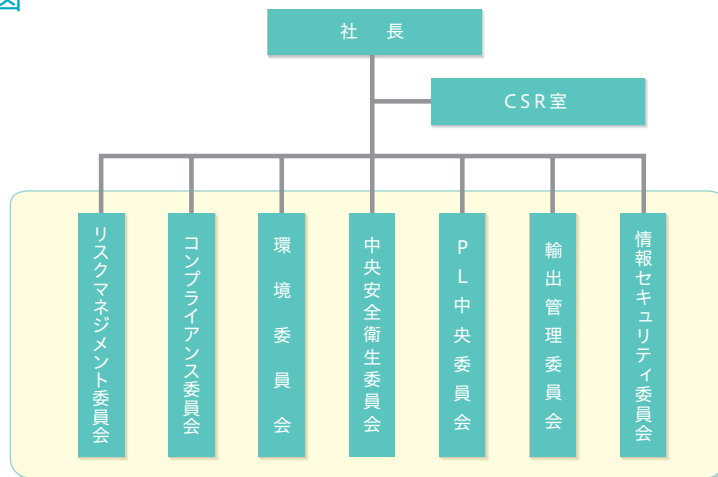 図
社 長
CSR室
リスクマネジメント委員会
コンプライアンス委員会
環境委員会
中央安全衛生委員会
PL中央委員会
輸出管理委員会
情報セキュリティ委員会